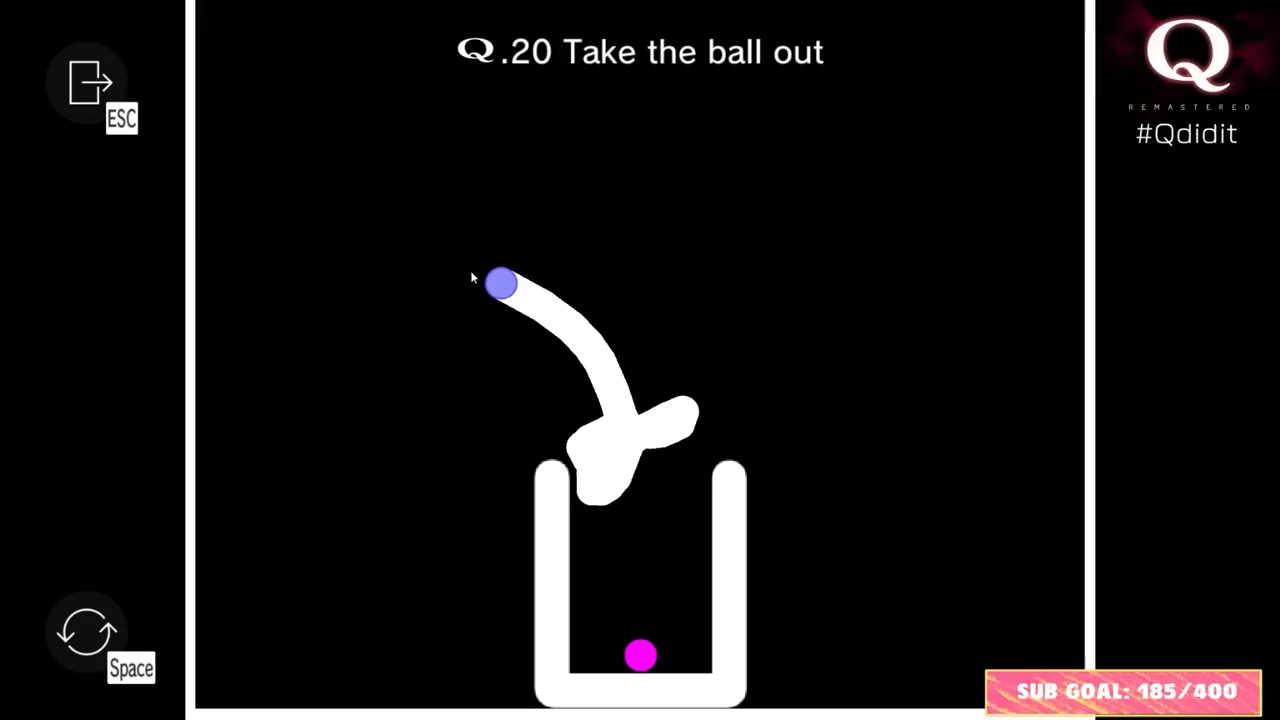 Q.20 Take the ball out
Q
REMASTERED
#Qdidit
ESC
Space
SUB GOAL: 185/400